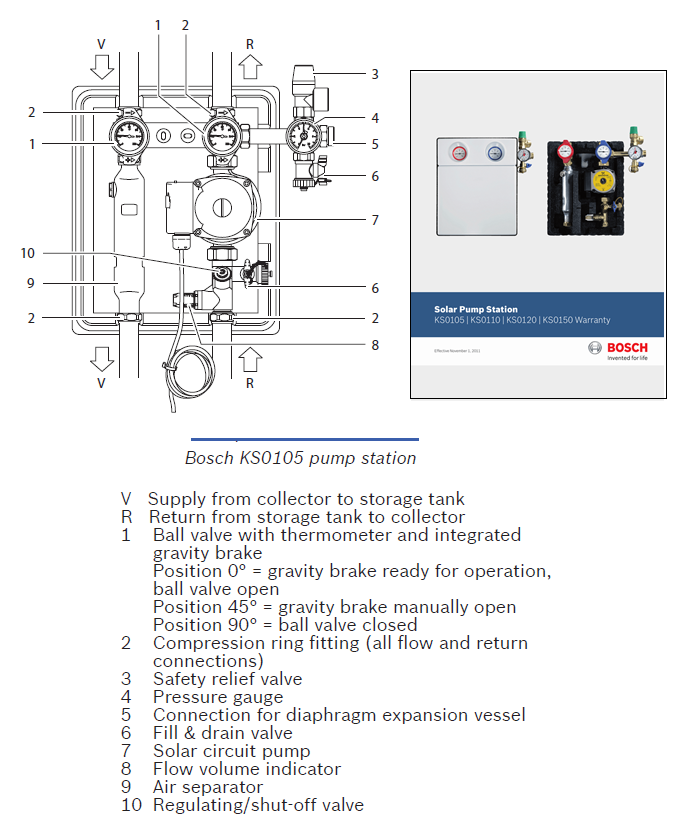 1 2
V R
3
2 4
1 5
6
7
10
9 6
2 2
8
V R
Solar Pump Station
KS0105 | KS0110 | KS0120 | KS0150 Warranty
Effective November 1, 2011
BOSCH
Invented for life
Bosch KS0105 pump station
V Supply from collector to storage tank
R Return from storage tank to collector
1 Ball valve with thermometer and integrated
gravity brake
Position 0° = gravity brake ready for operation,
ball valve open
Position 45° = gravity brake manually open
Position 90° = ball valve closed
2 Compression ring fitting (all flow and return
connections)
3 Safety relief valve
4 Pressure gauge
5 Connection for diaphragm expansion vessel
6 Fill & drain valve
7 Solar circuit pump
8 Flow volume indicator
9 Air separator
10 Regulating/shut-off valve